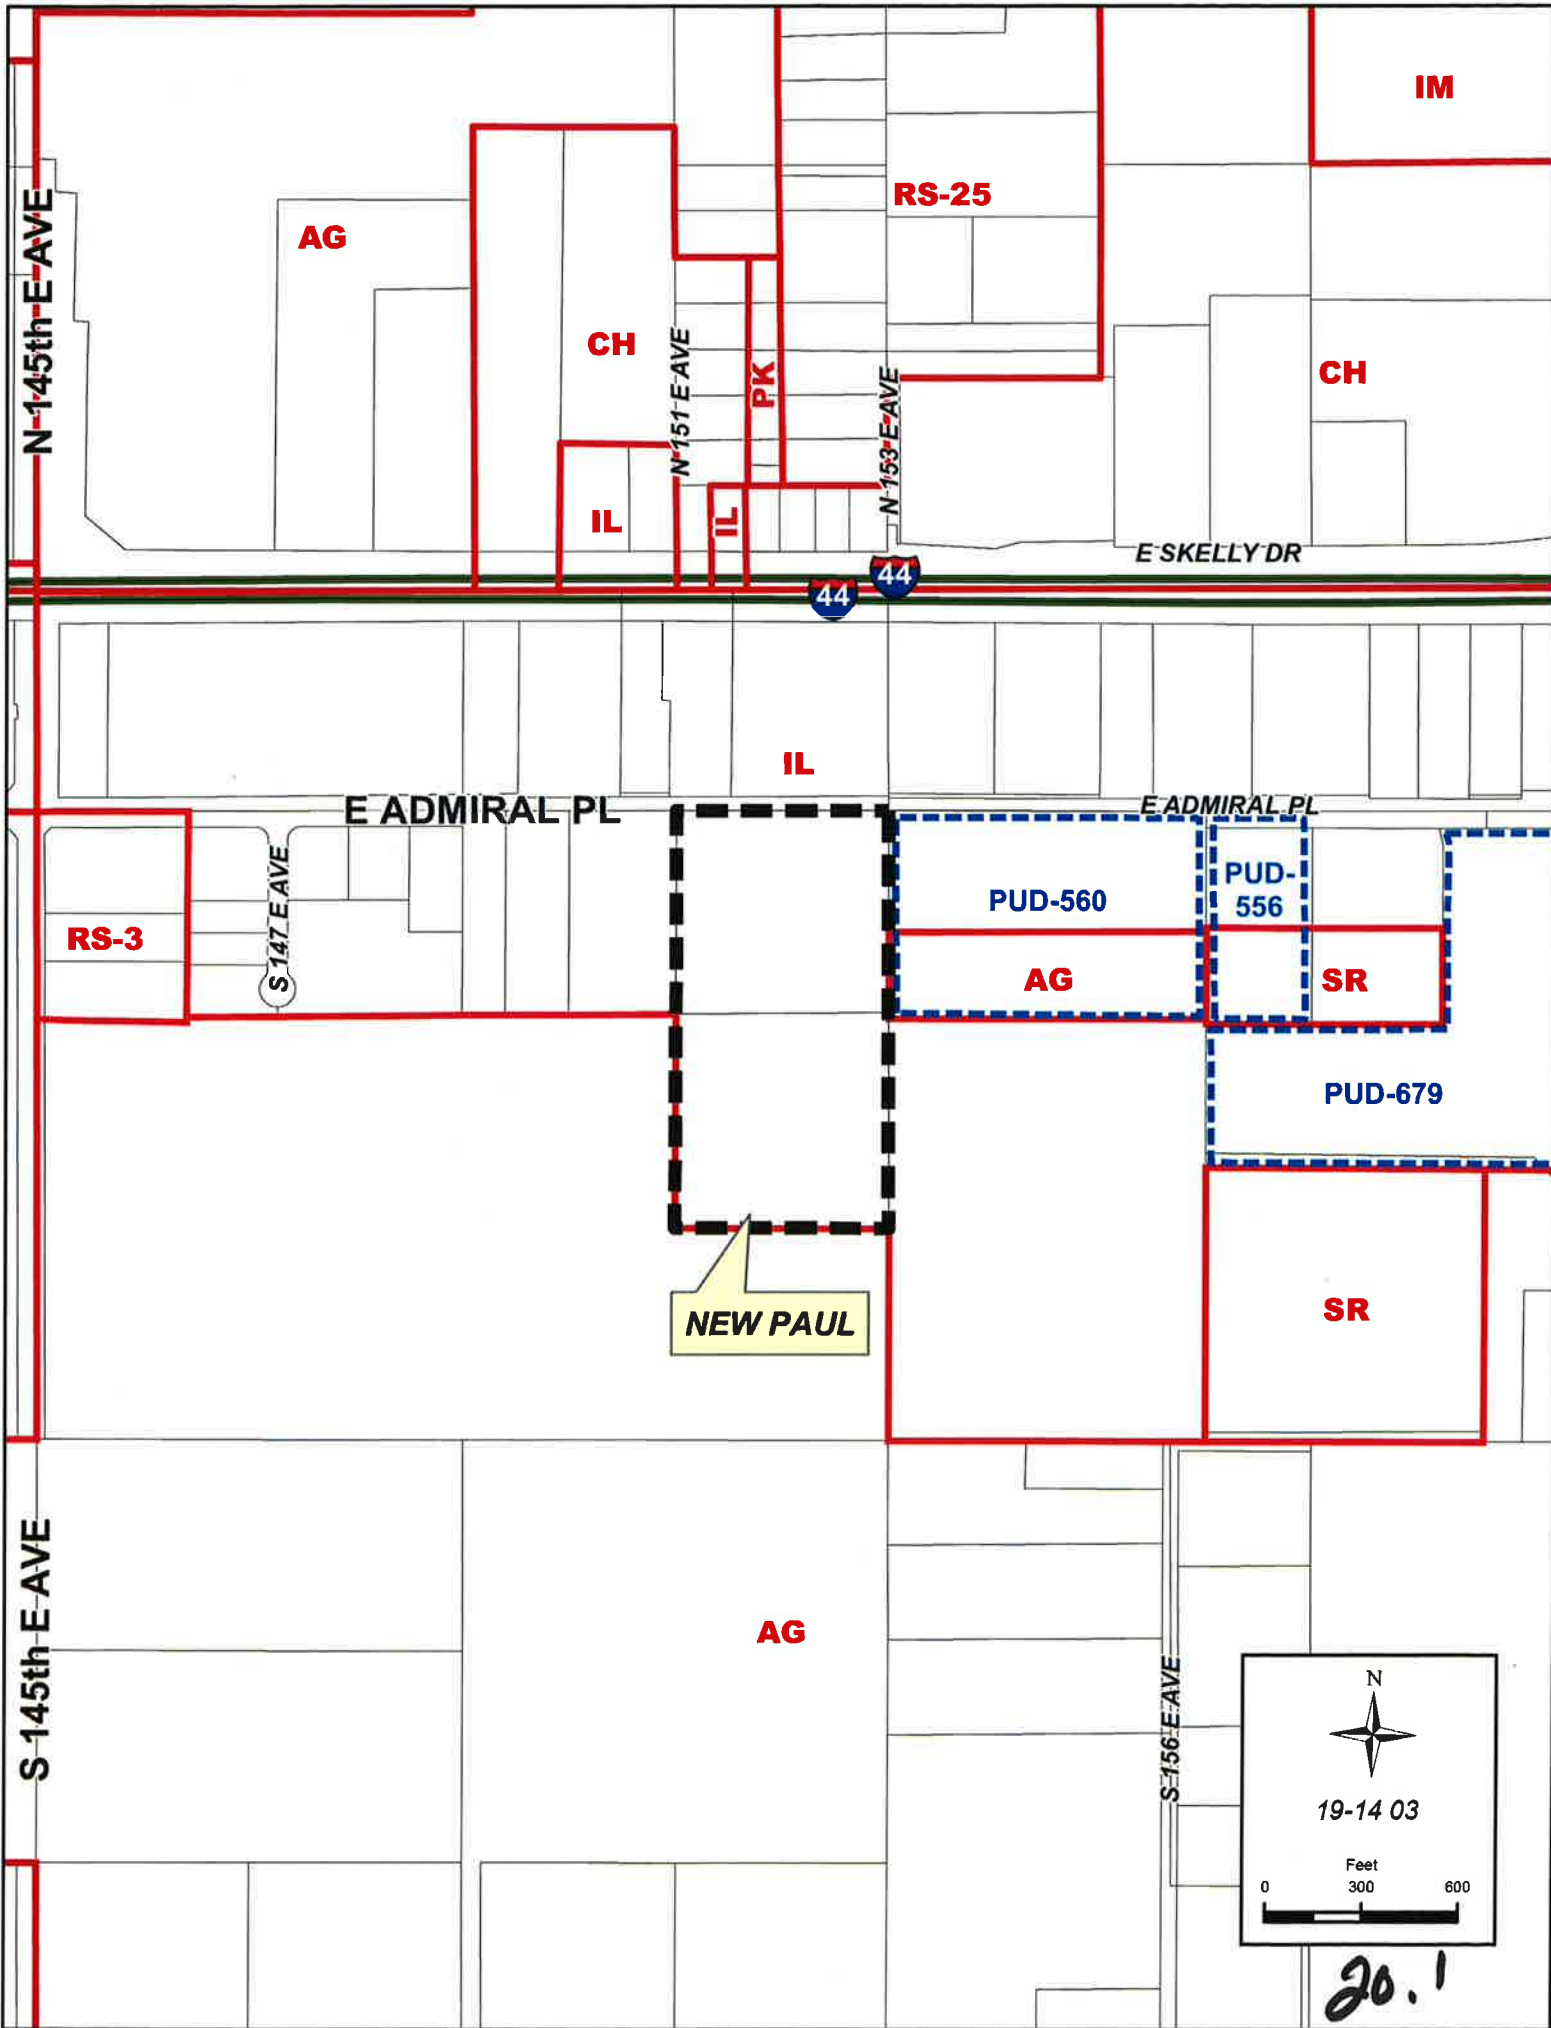 IM
RS-25
AG
N 145th E AVE
CH
N 151 E AVE
PK
N 153 E AVE
CH
IL
IL
E SKELLY DR
44
44
IL
E ADMIRAL PL
E ADMIRAL PL
PUD-560
PUD-
556
S 147 E AVE
RS-3
AG
SR
PUD-679
NEW PAUL
SR
S 145th E AVE
AG
S 156 E AVE
N
19-14 03
Feet
0 300 600
20.1